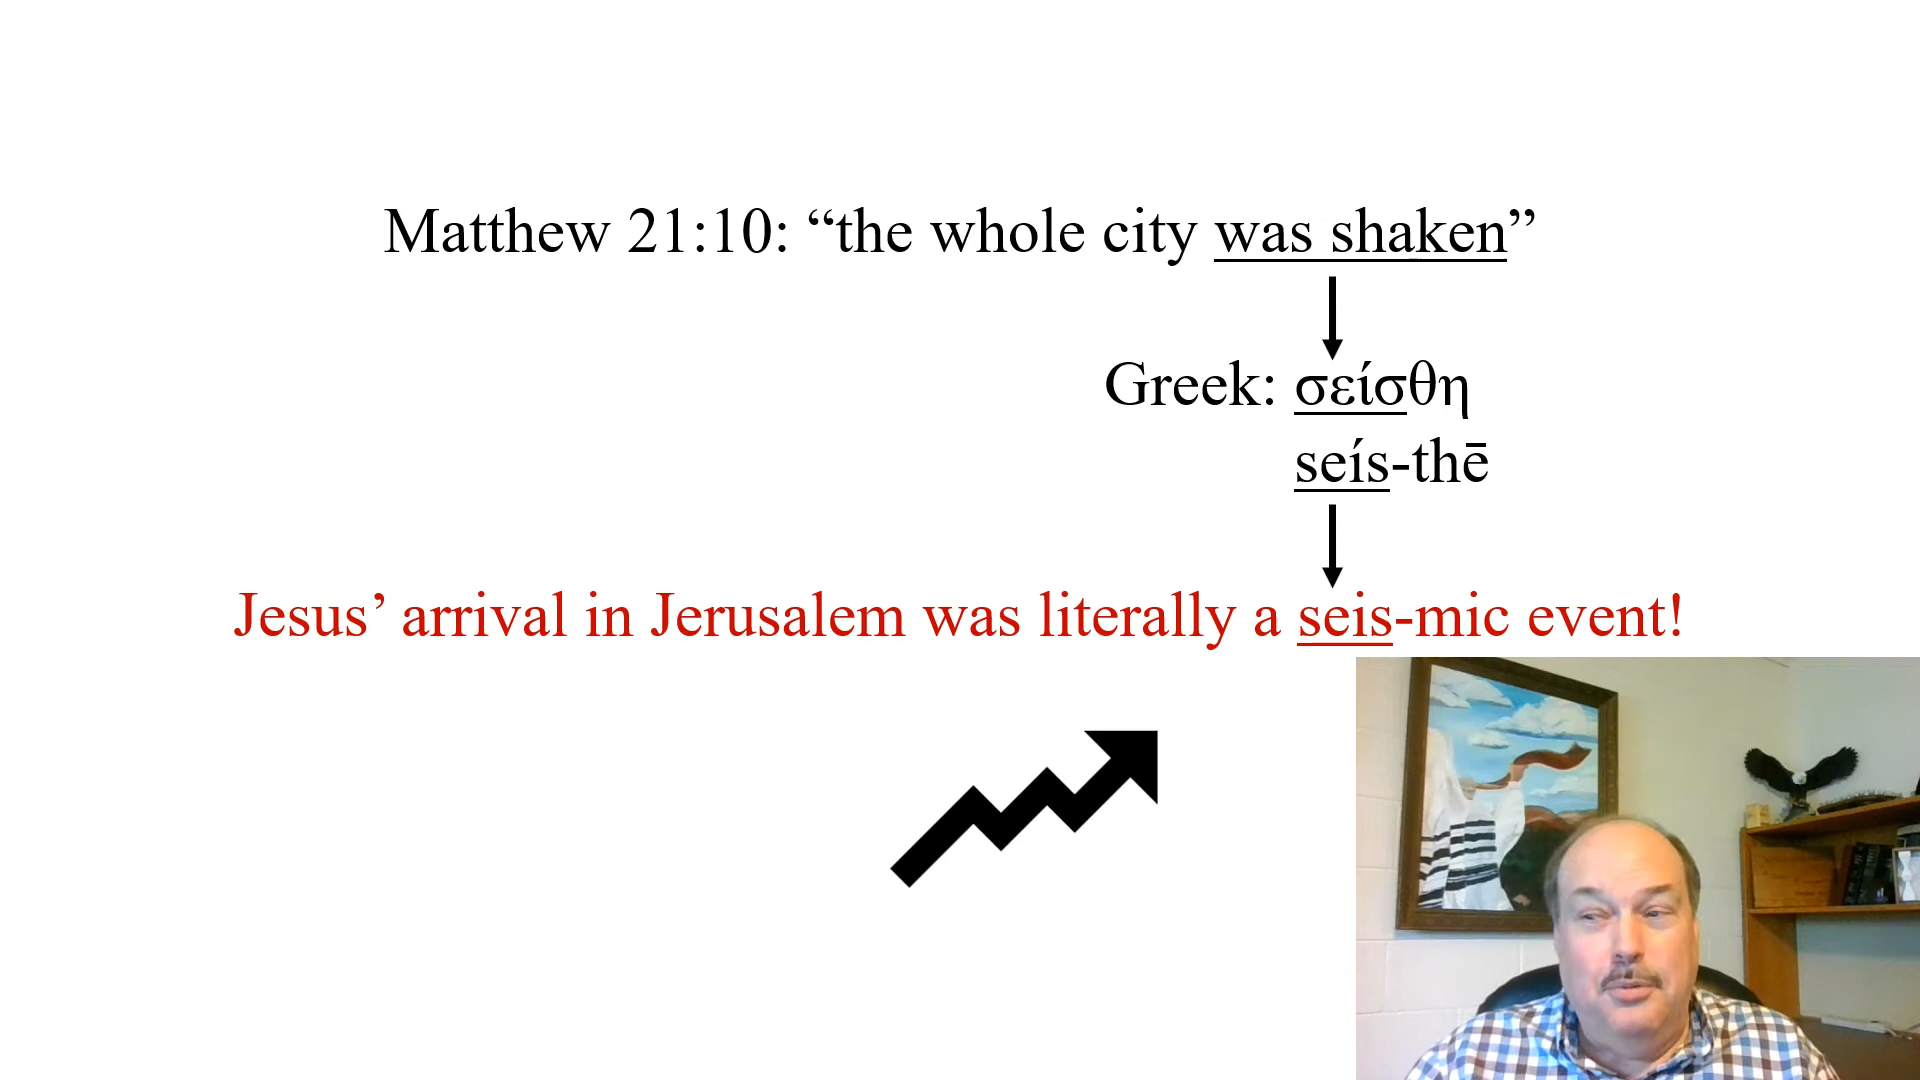 Matthew 21:10: “the whole city was shaken”
Greek: σείσθη
seís-thē
Jesus’ arrival in Jerusalem was literally a seis-mic event!